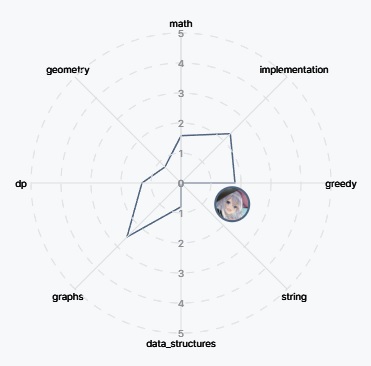 math
5
geometry
implementation
4
3
2
1
dp
0
greedy
1
2
3
graphs
string
4
5
data_structures